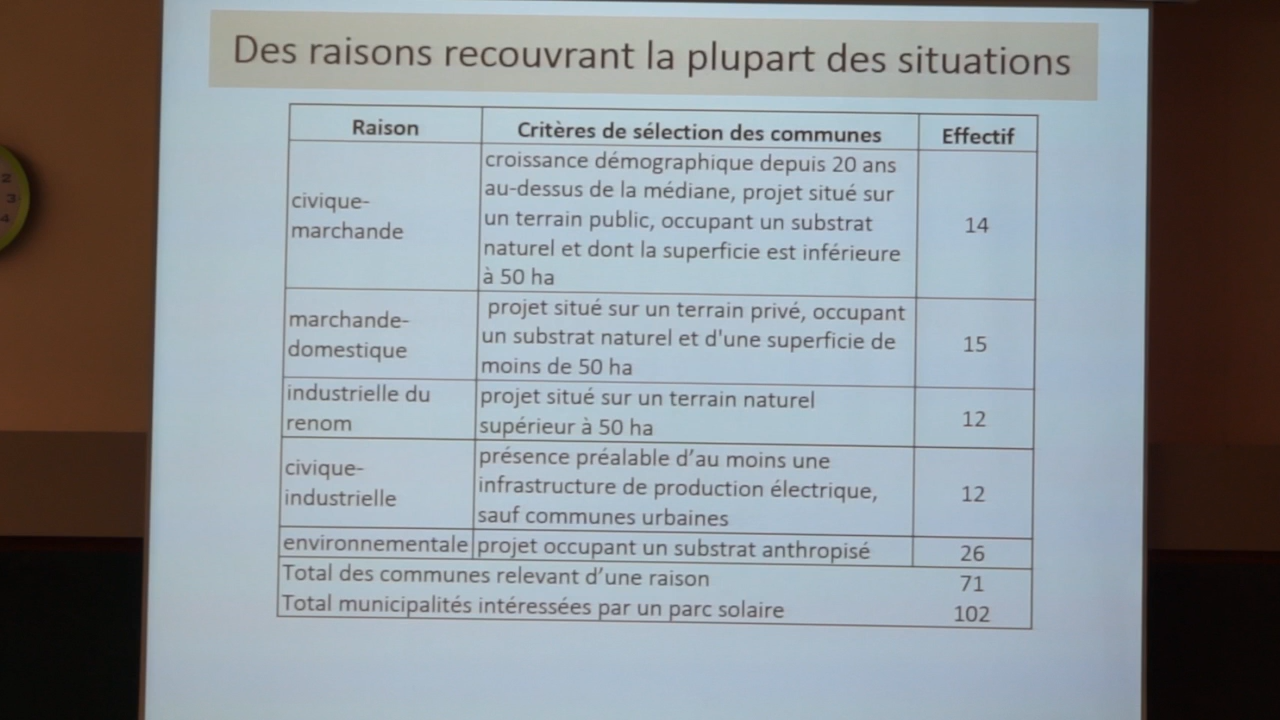 Des raisons recouvrant la plupart des situations
Raison
Critères de sélection des communes
Effectif
civique-
marchande
croissance démographique depuis 20 ans
au-dessus de la médiane, projet situé sur
un terrain public, occupant un substrat
naturel et dont la superficie est inférieure
à 50 ha
14
marchande-
domestique
projet situé sur un terrain privé, occupant
un substrat naturel et d'une superficie de
moins de 50 ha
15
industrielle du
renom
projet situé sur un terrain naturel
supérieur à 50 ha
12
civique-
industrielle
présence préalable d’au moins une
infrastructure de production électrique,
sauf communes urbaines
12
environnementale
projet occupant un substrat anthropisé
26
Total des communes relevant d’une raison
71
Total municipalités intéressées par un parc solaire
102
2
3
4